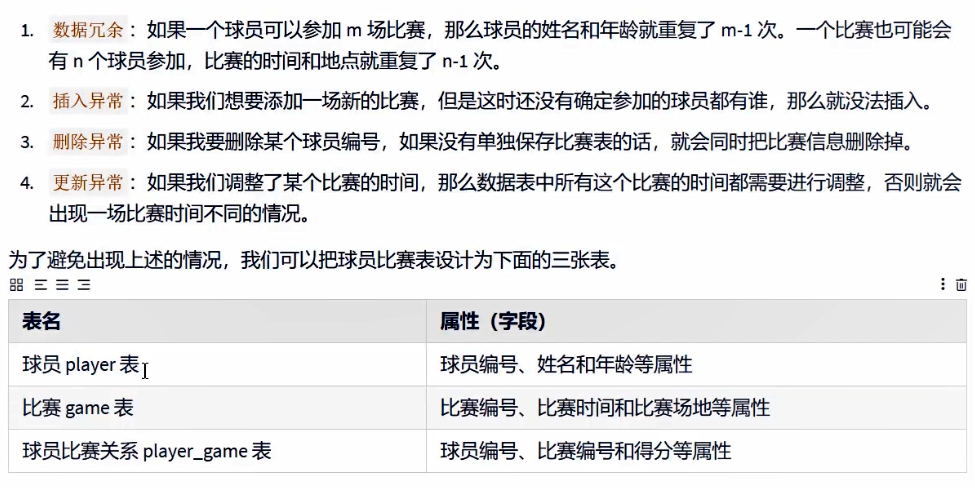 1. 数据冗余：如果一个球员可以参加 m 场比赛，那么球员的姓名和年龄就重复了 m-1 次。一个比赛也可能会
有 n 个球员参加，比赛的时间和地点就重复了 n-1 次。
2. 插入异常：如果我们想要添加一场新的比赛，但是这时还没有确定参加的球员都有谁，那么就没法插入。
3. 删除异常：如果我要删除某个球员编号，如果没有单独保存比赛表的话，就会同时把比赛信息删除掉。
4. 更新异常：如果我们调整了某个比赛的时间，那么数据表中所有这个比赛的时间都需要进行调整，否则就会
出现一场比赛时间不同的情况。
为了避免出现上述的情况，我们可以把球员比赛表设计为下面的三张表。
表名 属性（字段）
球员 player 表 球员编号、姓名和年龄等属性
比赛 game 表 比赛编号、比赛时间和比赛场地等属性
球员比赛关系 player_game 表 球员编号、比赛编号和得分等属性